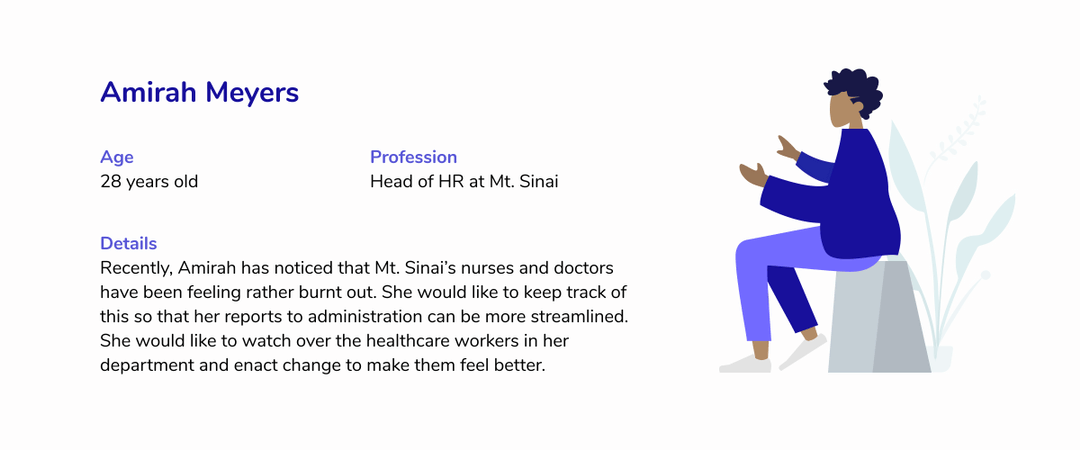 Amirah Meyers
Age
28 years old
Profession
Head of HR at Mt. Sinai
Details
Recently, Amirah has noticed that Mt. Sinai’s nurses and doctors
have been feeling rather burnt out. She would like to keep track of
this so that her reports to administration can be more streamlined.
She would like to watch over the healthcare workers in her
department and enact change to make them feel better.